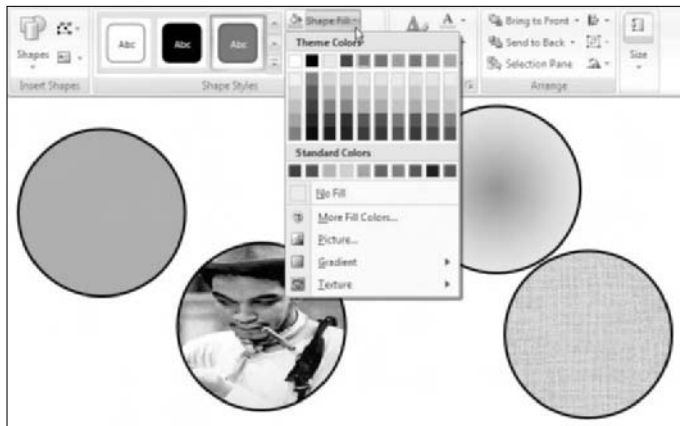 Shape Fill
Abc
Abc
Abc
A
A
Bring to Front
Send to Back
Selection Pane
Shapes
Size
Insert Shapes
Shape Styles
Arrange
Theme Colors
Standard Colors
No Fill
More Fill Colors...
Picture...
Gradient
Texture